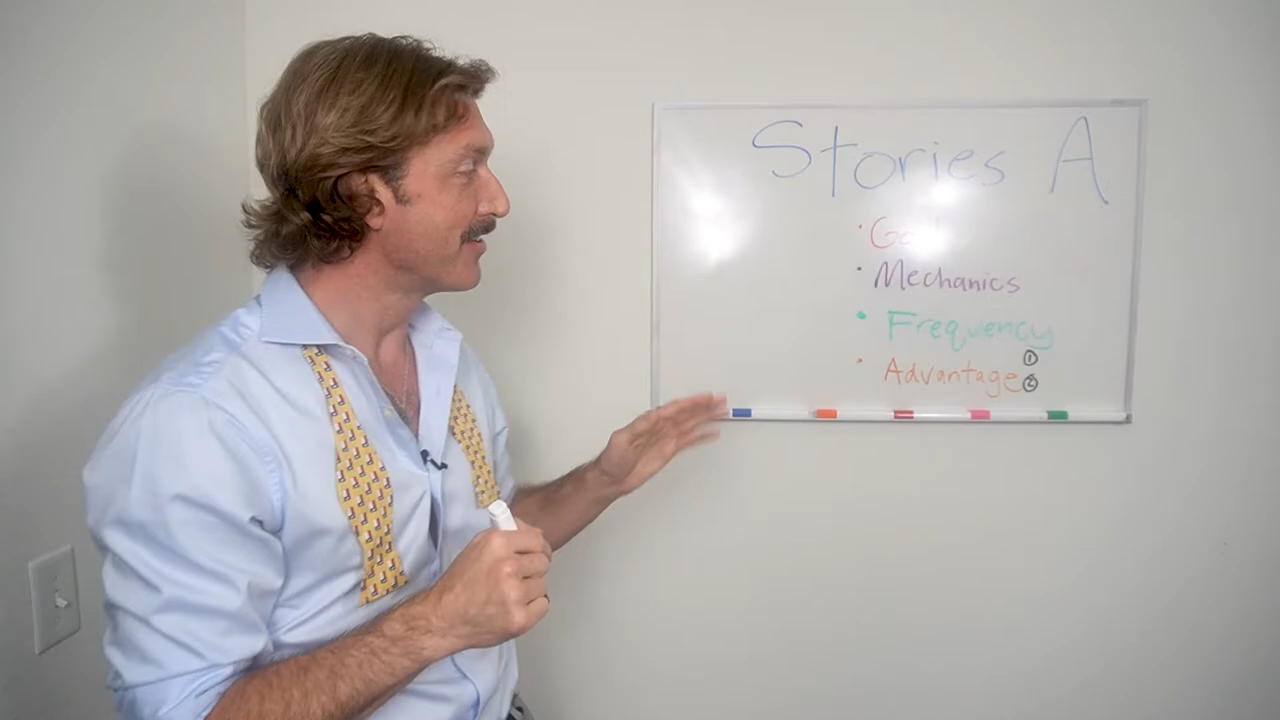 Stories A
· Mechanics
· Frequency
①
· Advantage ②